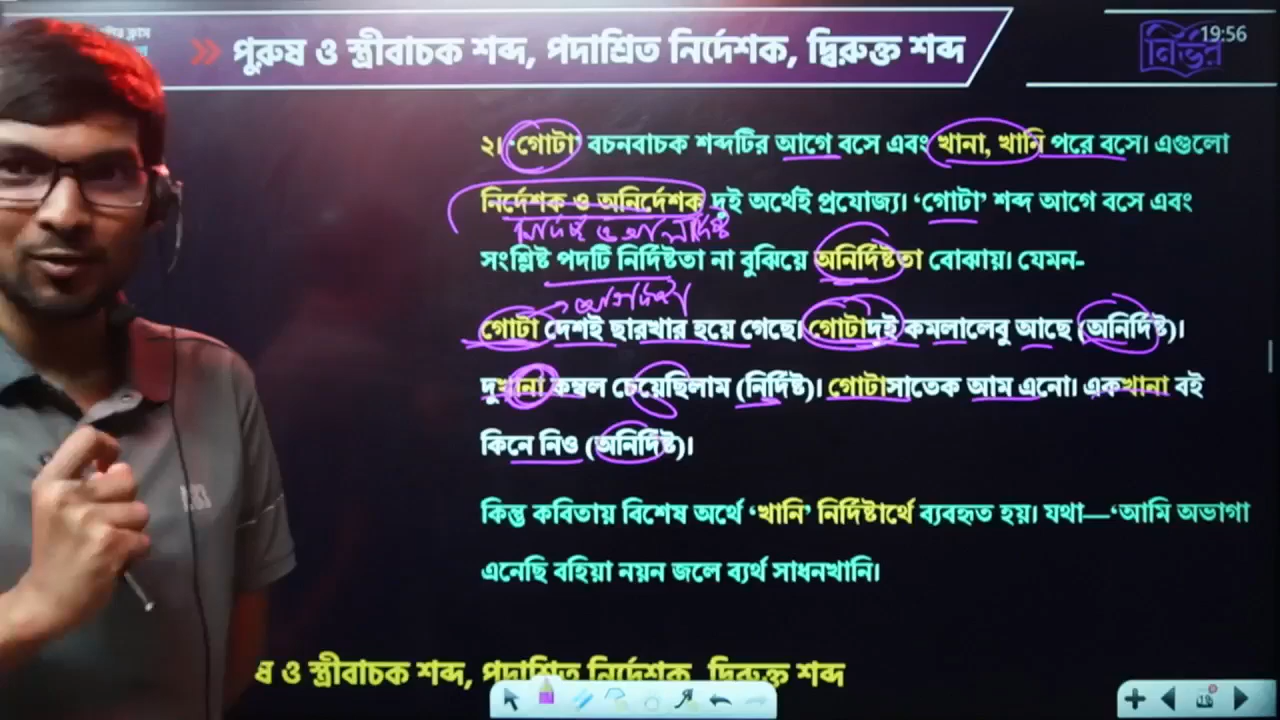 পুরুষ ও স্ত্রীবাচক শব্দ, পদাশ্রিত নির্দেশক, দ্বিরুক্ত শব্দ
নির্ভর
19:56
২। ‘গোটা’ বচনবাচক শব্দটির আগে বসে এবং খানা, খানি পরে বসে। এগুলো
নির্দেশক ও অনির্দেশক দুই অর্থেই প্রযোজ্য। ‘গোটা’ শব্দ আগে বসে এবং
নির্দিষ্ট ও অনির্দিষ্ট
সংশ্লিষ্ট পদটি নির্দিষ্টতা না বুঝিয়ে অনির্দিষ্টতা বোঝায়। যেমন-
গোটা দেশই ছারখার হয়ে গেছে। গোটাদুই কমলালেবু আছে (অনির্দিষ্ট)।
দুখানা কম্বল চেয়েছিলাম (নির্দিষ্ট)। গোটাসাতেক আম এনো। একখানা বই
কিনে নিও (অনির্দিষ্ট)।
কিন্তু কবিতায় বিশেষ অর্থে ‘খানি’ নির্দিষ্টার্থে ব্যবহৃত হয়। যথা—‘আমি অভাগা
এনেছি বহিয়া নয়ন জলে ব্যর্থ সাধনখানি।
ষ ও স্ত্রীবাচক শব্দ, পদাশ্রিত নির্দেশক, দ্বিরুক্ত শব্দ